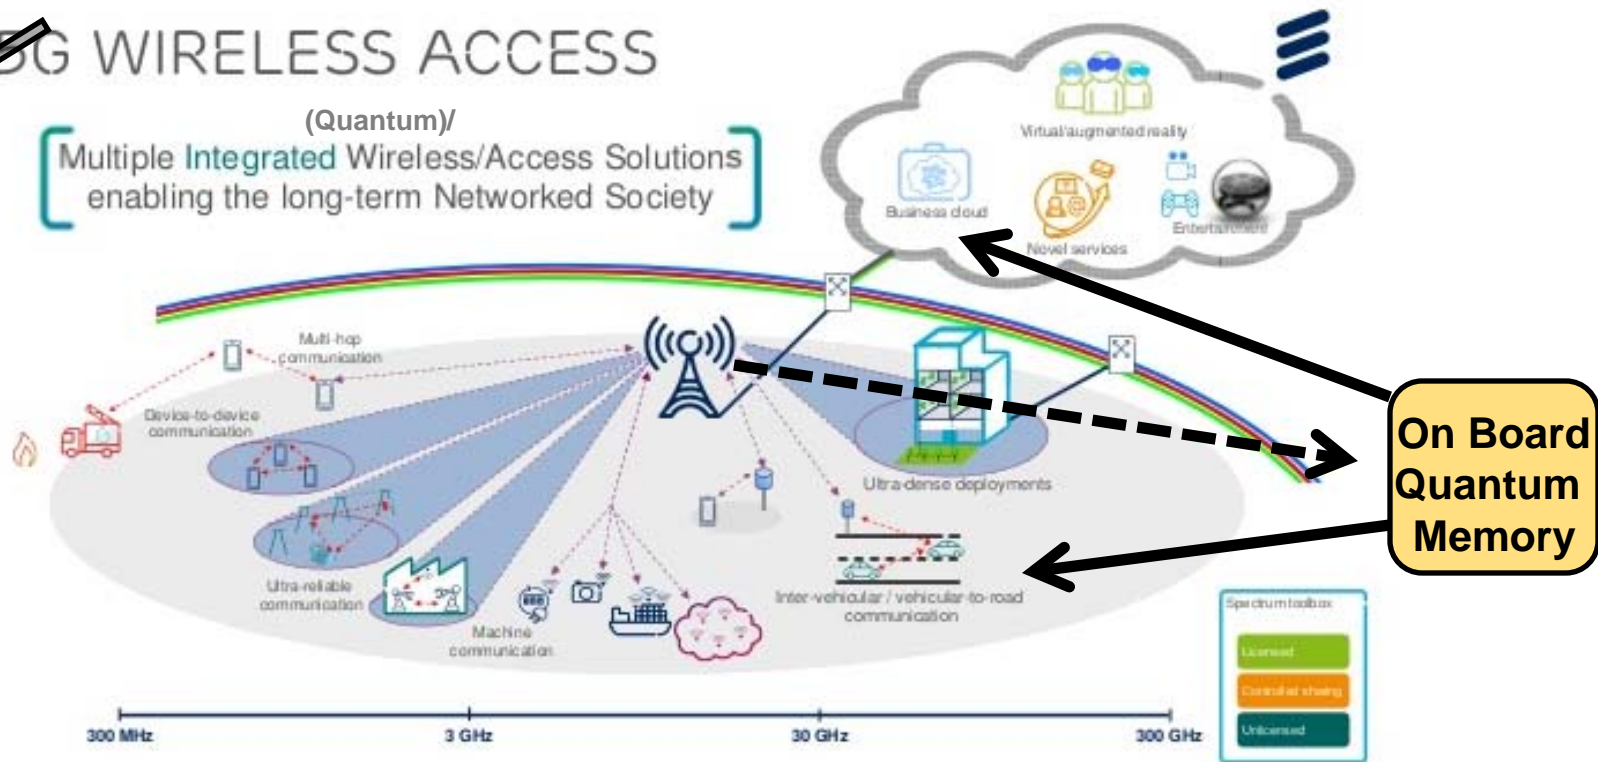 5G WIRELESS ACCESS
(Quantum)/
Multiple Integrated Wireless/Access Solutions
enabling the long-term Networked Society
Virtual/augmented reality
Business cloud
Novel services
Entertainment
Multi-hop
communication
Device-to-device
communication
Ultra-dense deployments
On Board
Quantum
Memory
Ultra-reliable
communication
Machine
communication
Inter-vehicular / vehicular-to-road
communication
Spectrum toolbox
Licensed
Controlled sharing
Unlicensed
300 MHz
3 GHz
30 GHz
300 GHz